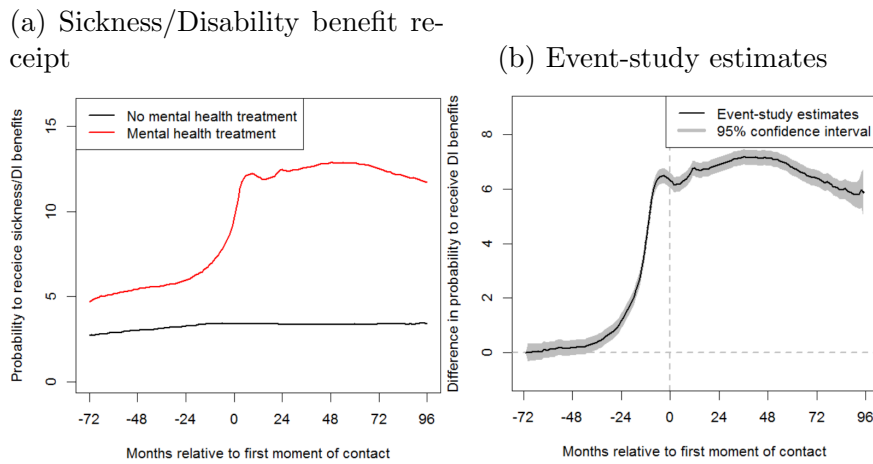 (a) Sickness/Disability benefit re-
ceipt
Probability to receice sickness/DI benefits
15
10
5
0
No mental health treatment
Mental health treatment
-72 -48 -24 0 24 48 72 96
Months relative to first moment of contact
(b) Event-study estimates
Difference in probability to receive DI benefits
8
6
4
2
0
Event-study estimates
95% confidence interval
-72 -48 -24 0 24 48 72 96
Months relative to first moment of contact